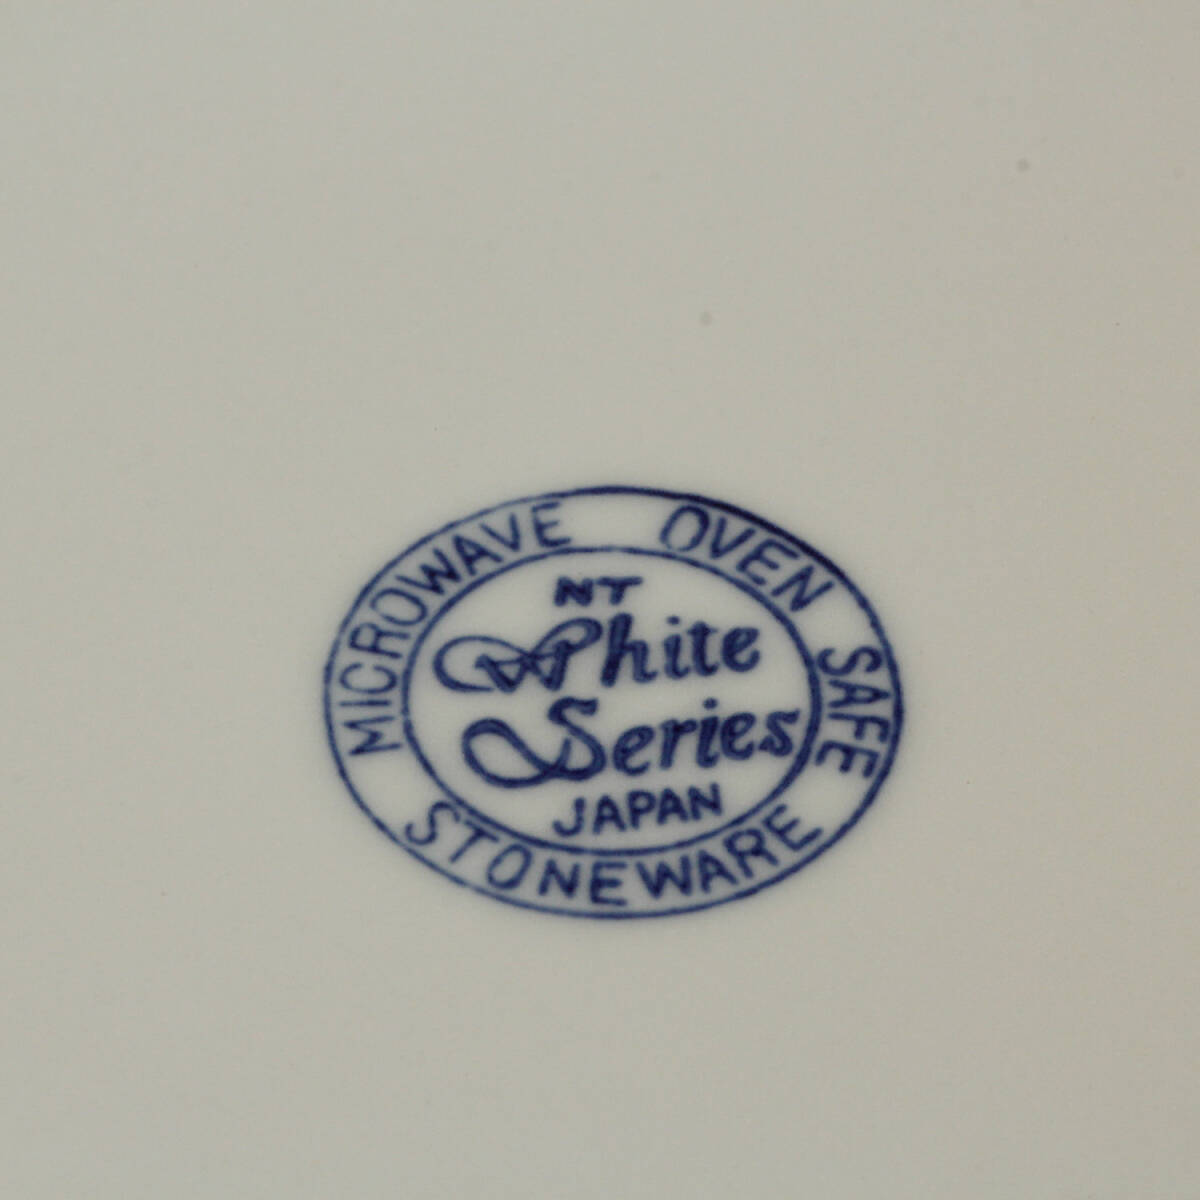 MICROWAVE OVEN SAFE
NT
White
Series
JAPAN
STONEWARE